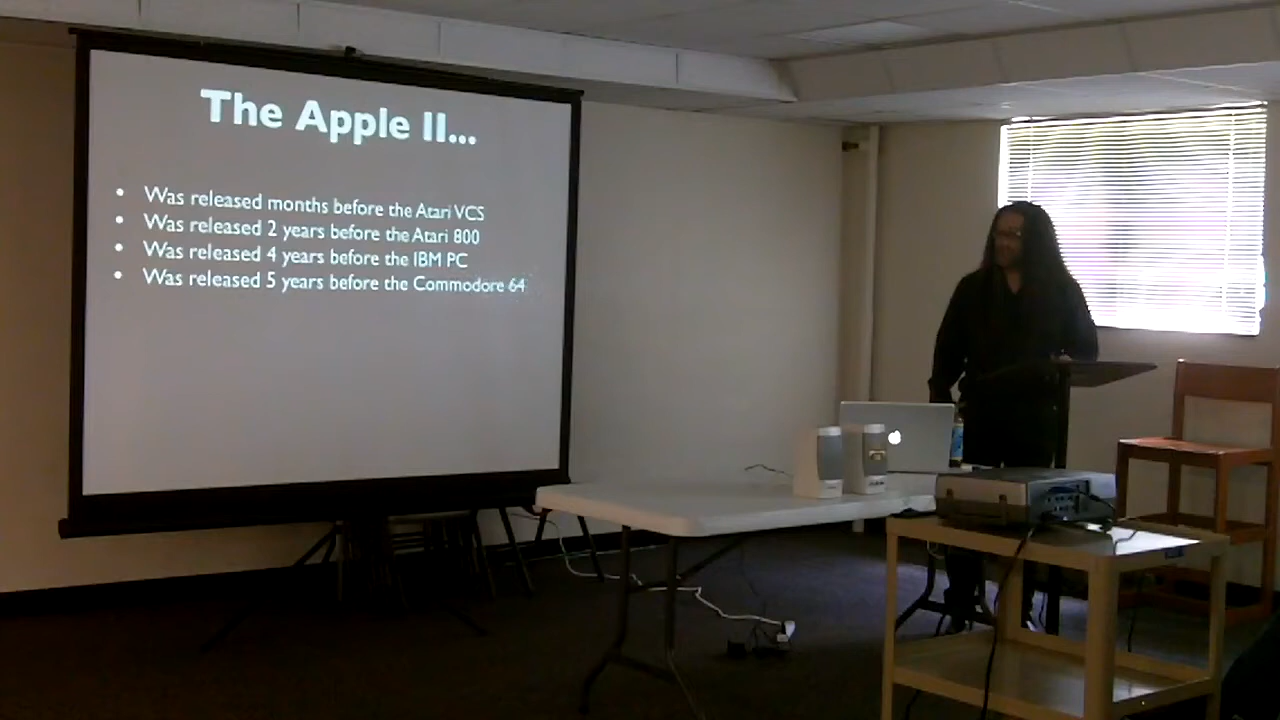 The Apple II...
• Was released months before the Atari VCS
• Was released 2 years before the Atari 800
• Was released 4 years before the IBM PC
• Was released 5 years before the Commodore 64